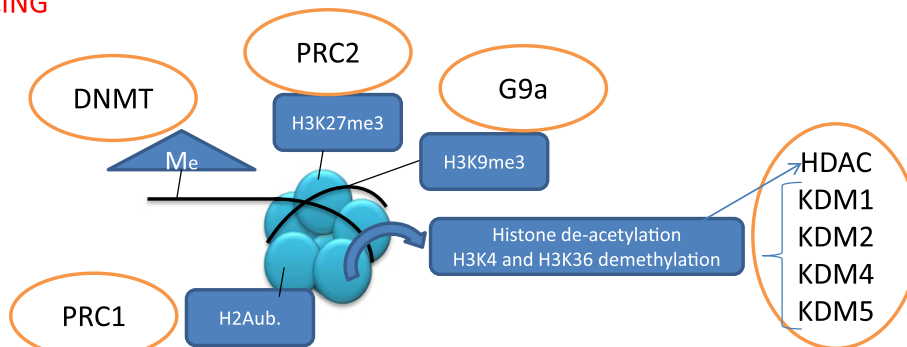 PRC2
DNMT
G9a
H3K27me3
Me
H3K9me3
HDAC
KDM1
KDM2
KDM4
KDM5
Histone de-acetylation
H3K4 and H3K36 demethylation
PRC1
H2Aub.